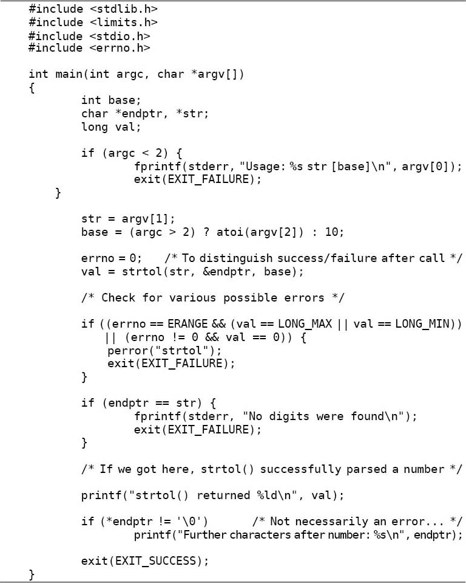 #include <stdlib.h>
#include <limits.h>
#include <stdio.h>
#include <errno.h>
int main(int argc, char *argv[])
{
int base;
char *endptr, *str;
long val;
if (argc < 2) {
fprintf(stderr, "Usage: %s str [base]\n", argv[0]);
exit(EXIT_FAILURE);
}
str = argv[1];
base = (argc > 2) ? atoi(argv[2]) : 10;
errno = 0; /* To distinguish success/failure after call */
val = strtol(str, &endptr, base);
/* Check for various possible errors */
if ((errno == ERANGE && (val == LONG_MAX || val == LONG_MIN))
|| (errno != 0 && val == 0)) {
perror("strtol");
exit(EXIT_FAILURE);
}
if (endptr == str) {
fprintf(stderr, "No digits were found\n");
exit(EXIT_FAILURE);
}
/* If we got here, strtol() successfully parsed a number */
printf("strtol() returned %ld\n", val);
if (*endptr != '\0') /* Not necessarily an error... */
printf("Further characters after number: %s\n", endptr);
exit(EXIT_SUCCESS);
}